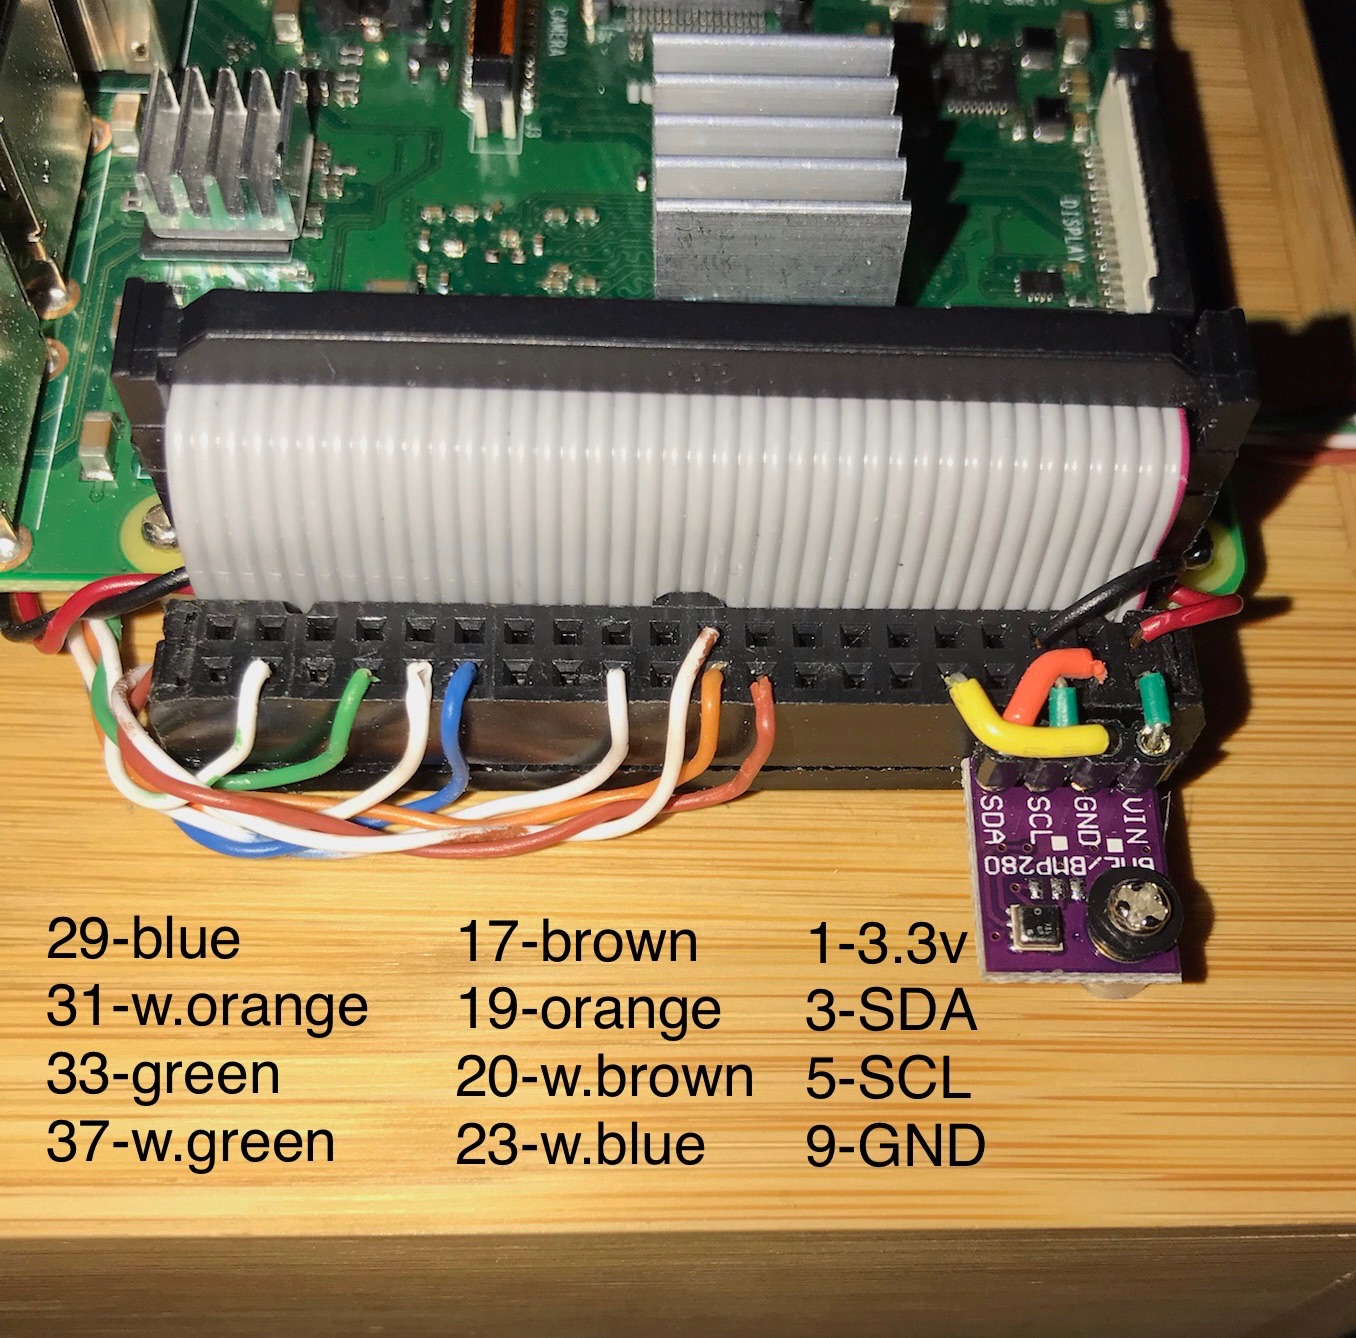 CAMERA
DISPLAY
SDA
SCL
GND
VIN
BME/BMP280
29-blue
31-w.orange
33-green
37-w.green
17-brown
19-orange
20-w.brown
23-w.blue
1-3.3v
3-SDA
5-SCL
9-GND